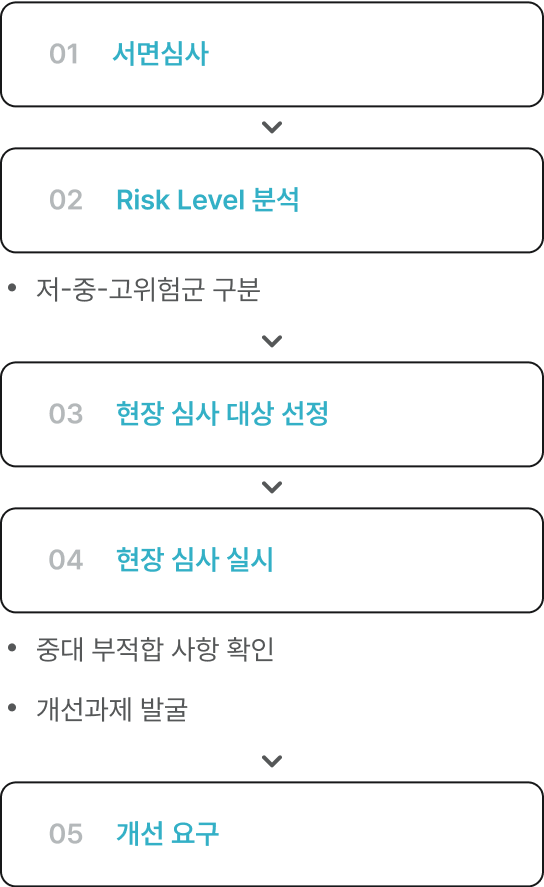 01 서면심사
02 Risk Level 분석
• 저-중-고위험군 구분
03 현장 심사 대상 선정
04 현장 심사 실시
• 중대 부적합 사항 확인
• 개선과제 발굴
05 개선 요구